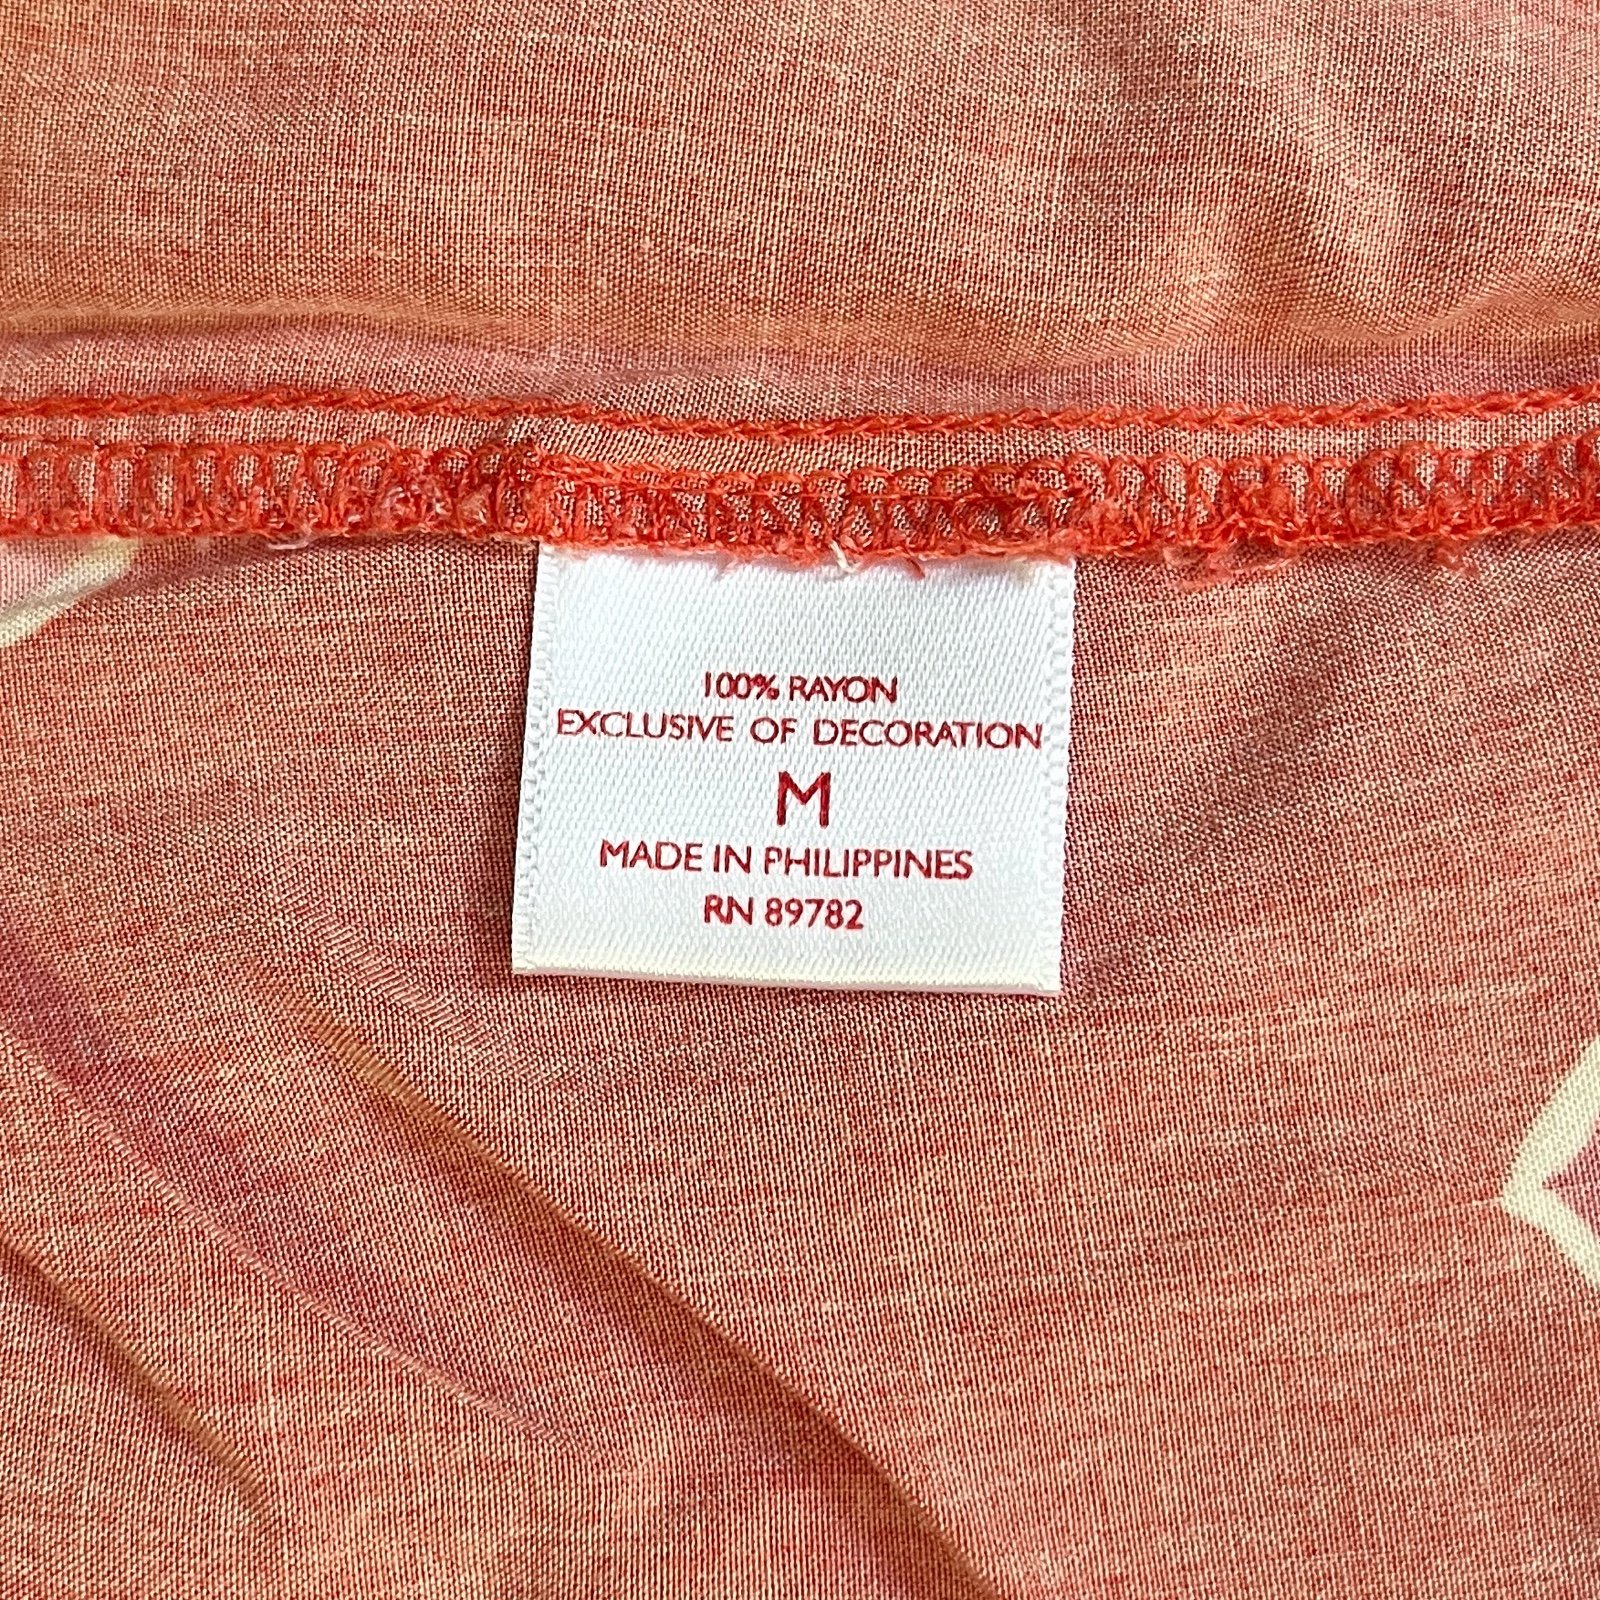 100% RAYON
EXCLUSIVE OF DECORATION
M
MADE IN PHILIPPINES
RN 89782